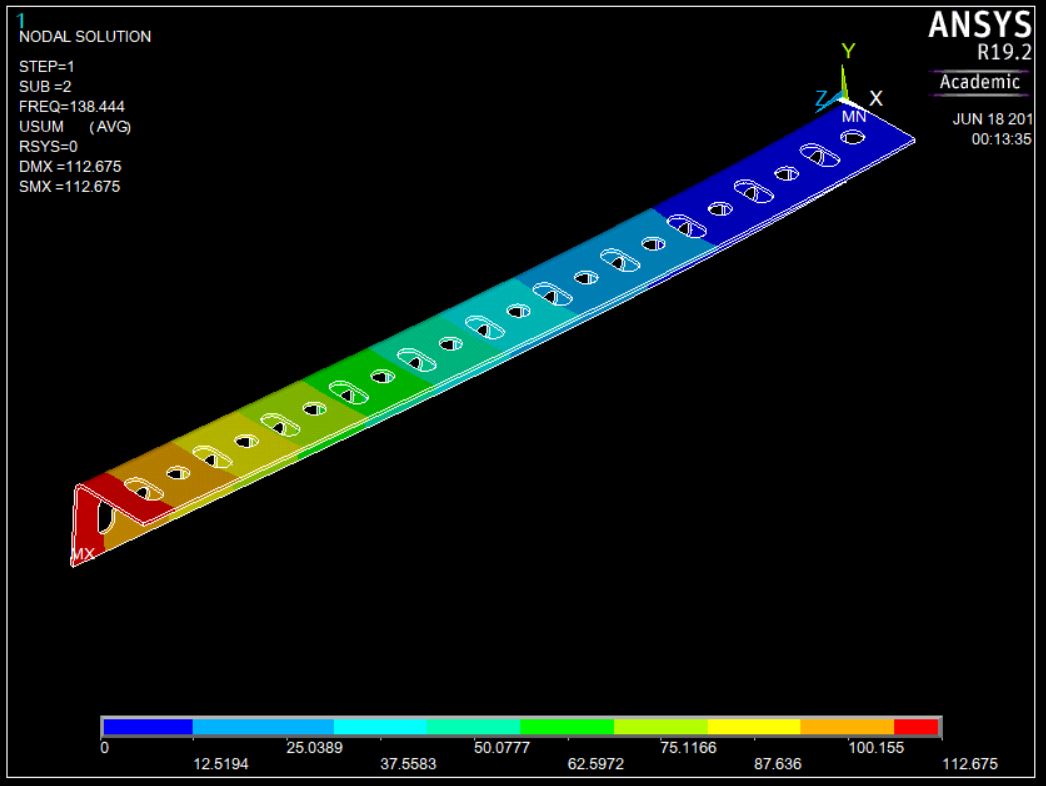 1
NODAL SOLUTION
STEP=1
SUB =2
FREQ=138.444
USUM (AVG)
RSYS=0
DMX =112.675
SMX =112.675
ANSYS
R19.2
Academic
JUN 18 201
00:13:35
Y
Z X
MN
MX
0 25.0389 50.0777 75.1166 100.155
12.5194 37.5583 62.5972 87.636 112.675